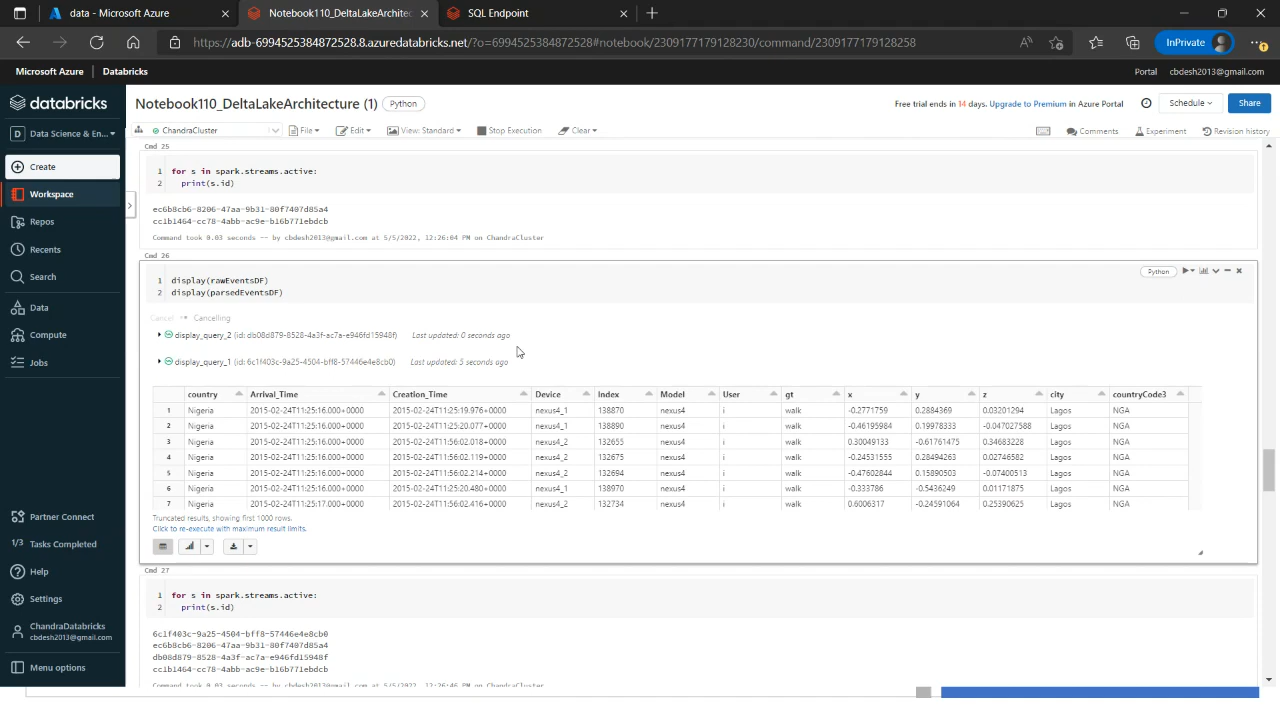 data - Microsoft Azure
Notebook110_DeltaLakeArchitec
SQL Endpoint
https://adb-6994525384872528.8.azuredatabricks.net/?o=6994525384872528#notebook/2309177179128230/command/2309177179128258
InPrivate
Microsoft Azure | Databricks
Portal cbdesh2013@gmail.com
databricks
Notebook110_DeltaLakeArchitecture (1) Python
Free trial ends in 14 days. Upgrade to Premium in Azure Portal
Schedule
Share
D Data Science & En...
ChandraCluster
File
Edit
View: Standard
Stop Execution
Clear
Comments
Experiment
Revision history
Create
Workspace
Repos
Recents
Search
Data
Compute
Jobs
Partner Connect
1/3 Tasks Completed
Help
Settings
ChandraDatabricks
cbdesh2013@gmail.com
Menu options
Cmd 25
1 for s in spark.streams.active:
2 print(s.id)
ec6b8cb6-8206-47aa-9b31-80f7407d85a4
cc1b1464-cc78-4abb-ac9e-b16b771ebdcb
Command took 0.03 seconds -- by cbdesh2013@gmail.com at 5/5/2022, 12:26:04 PM on ChandraCluster
Cmd 26
Python
1 display(rawEventsDF)
2 display(parsedEventsDF)
Cancel Cancelling
display_query_2 (id: db08d879-8528-4a3f-ac7a-e946fd15948f) Last updated: 0 seconds ago
display_query_1 (id: 6c1f403c-9a25-4504-bff8-57446e4e8cb0) Last updated: 5 seconds ago
country Arrival_Time Creation_Time Device Index Model User gt x y z city countryCode3
1 Nigeria 2015-02-24T11:25:16.000+0000 2015-02-24T11:25:19.976+0000 nexus4_1 138870 nexus4 i walk -0.2771759 0.2884369 0.03201294 Lagos NGA
2 Nigeria 2015-02-24T11:25:16.000+0000 2015-02-24T11:25:20.077+0000 nexus4_1 138890 nexus4 i walk -0.46195984 0.19978333 -0.047027588 Lagos NGA
3 Nigeria 2015-02-24T11:25:16.000+0000 2015-02-24T11:56:02.018+0000 nexus4_2 132655 nexus4 i walk 0.30049133 -0.61761475 0.34683228 Lagos NGA
4 Nigeria 2015-02-24T11:25:16.000+0000 2015-02-24T11:56:02.119+0000 nexus4_2 132675 nexus4 i walk -0.24531555 0.28494263 0.02746582 Lagos NGA
5 Nigeria 2015-02-24T11:25:16.000+0000 2015-02-24T11:56:02.214+0000 nexus4_2 132694 nexus4 i walk -0.47602844 0.15890503 -0.07400513 Lagos NGA
6 Nigeria 2015-02-24T11:25:16.000+0000 2015-02-24T11:25:20.480+0000 nexus4_1 138970 nexus4 i walk -0.333786 -0.5436249 0.01171875 Lagos NGA
7 Nigeria 2015-02-24T11:25:17.000+0000 2015-02-24T11:56:02.416+0000 nexus4_2 132734 nexus4 i walk 0.6006317 -0.24591064 0.25390625 Lagos NGA
Truncated results, showing first 1000 rows.
Click to re-execute with maximum result limits.
Cmd 27
1 for s in spark.streams.active:
2 print(s.id)
6c1f403c-9a25-4504-bff8-57446e4e8cb0
ec6b8cb6-8206-47aa-9b31-80f7407d85a4
db08d879-8528-4a3f-ac7a-e946fd15948f
cc1b1464-cc78-4abb-ac9e-b16b771ebdcb
Command took 0.03 seconds -- by cbdesh2013@gmail.com at 5/5/2022, 12:26:46 PM on ChandraCluster